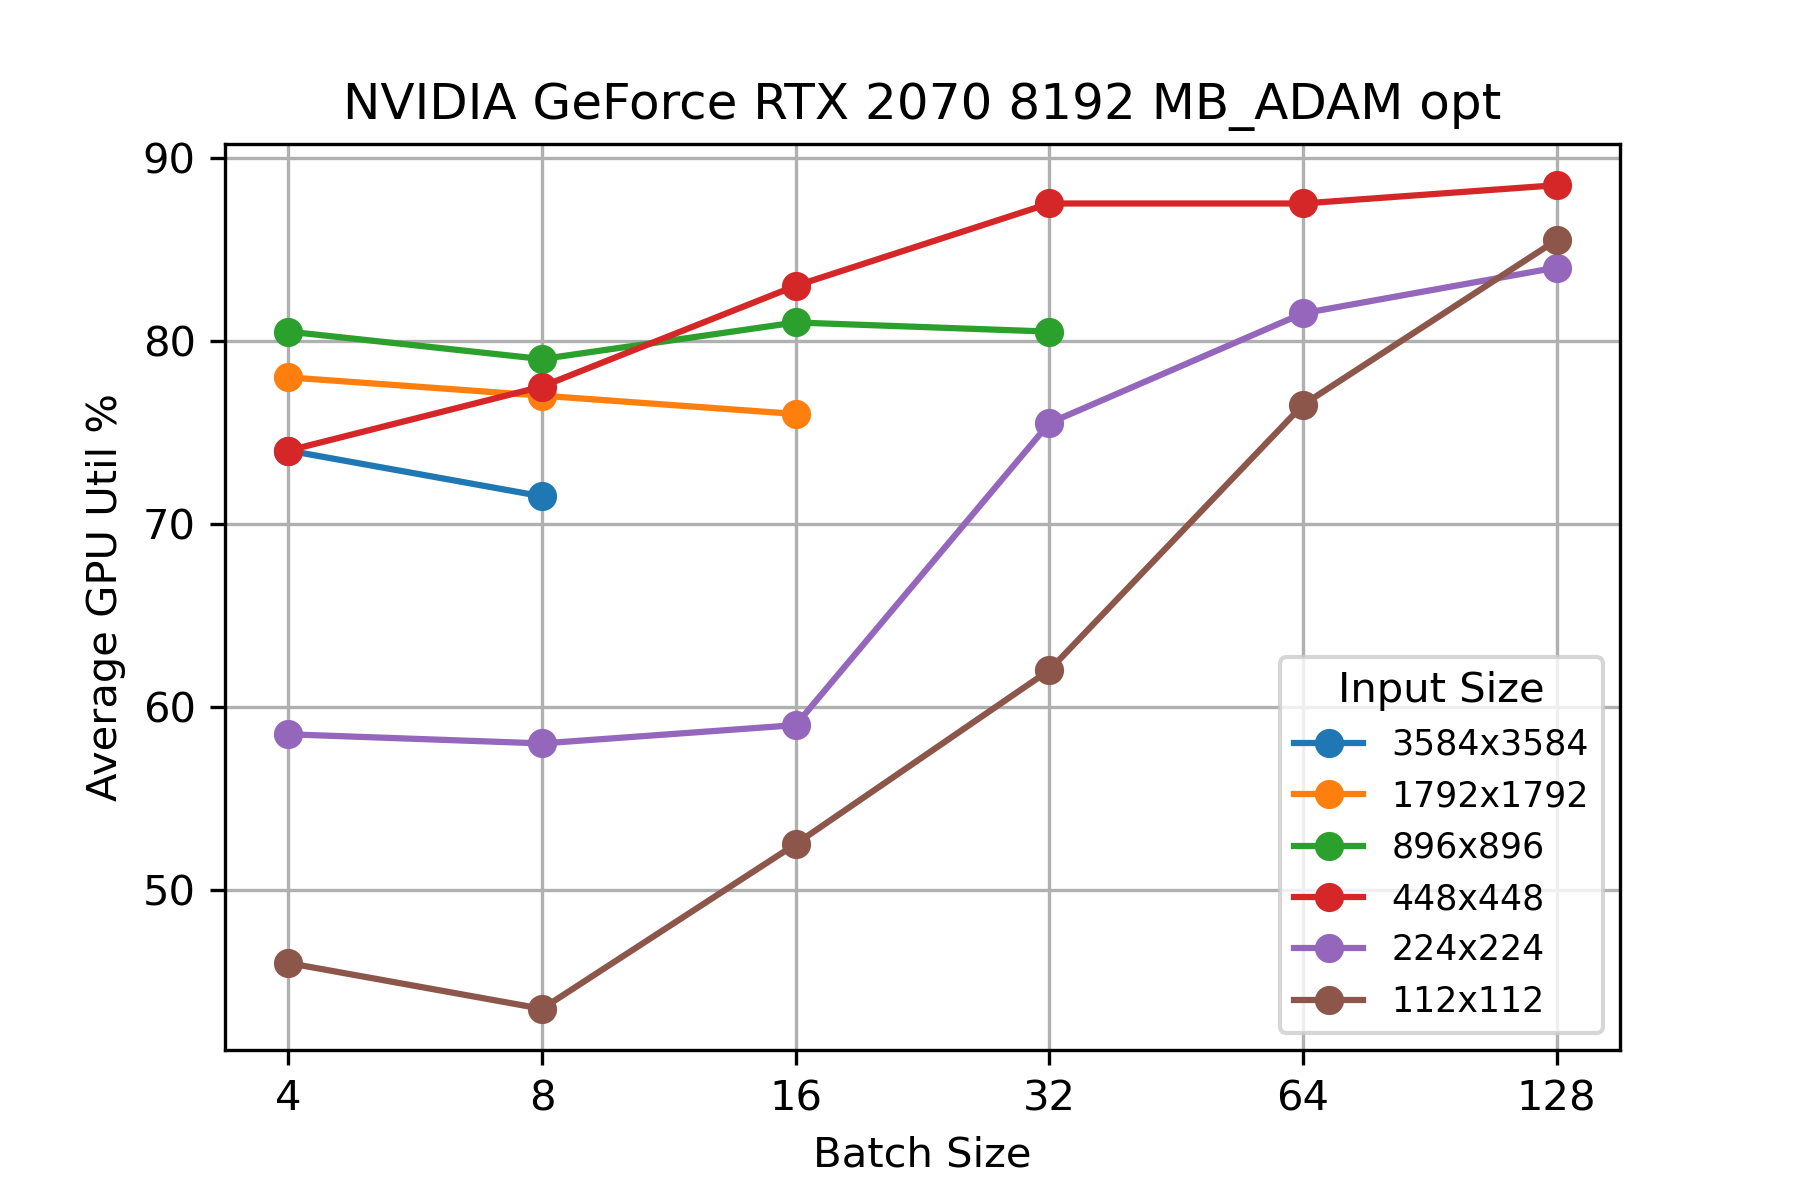 NVIDIA GeForce RTX 2070 8192 MB_ADAM opt
Average GPU Util %
90
80
70
60
50
Input Size
3584x3584
1792x1792
896x896
448x448
224x224
112x112
4 8 16 32 64 128
Batch Size